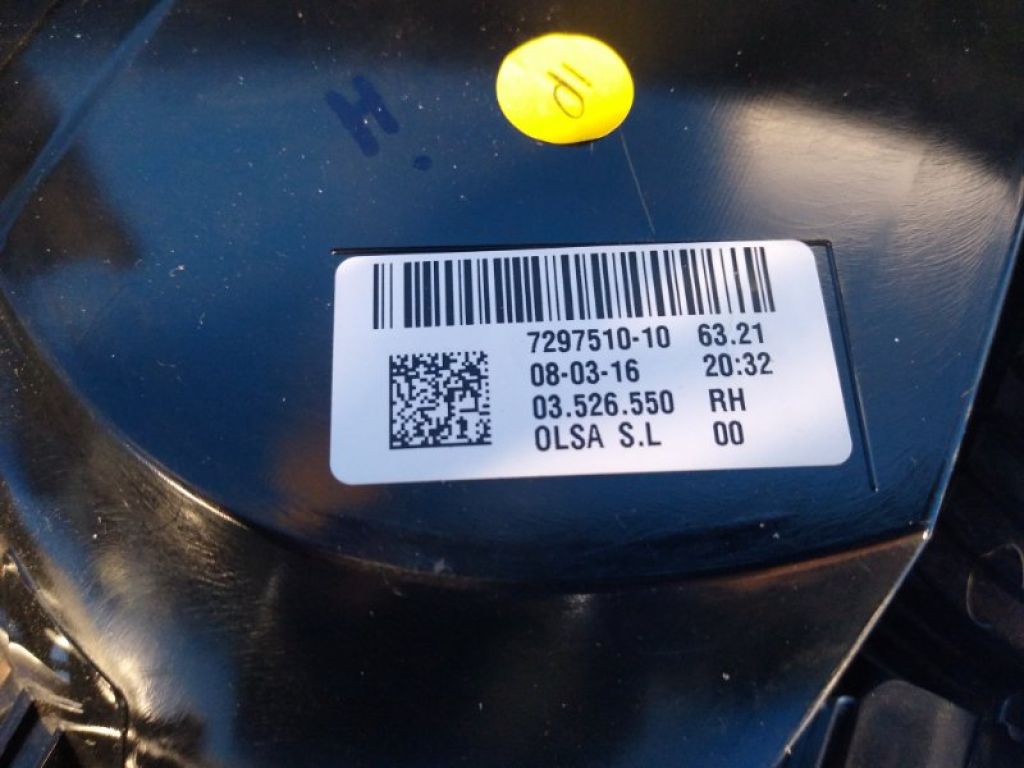 H.
7297510-10 63.21
08-03-16 20:32
03.526.550 RH
OLSA S.L 00